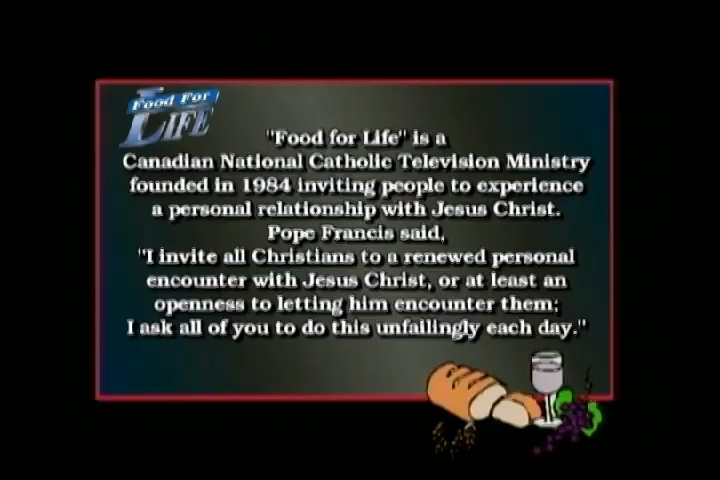 Food For
LIFE
"Food for Life" is a
Canadian National Catholic Television Ministry
founded in 1984 inviting people to experience
a personal relationship with Jesus Christ.
Pope Francis said,
"I invite all Christians to a renewed personal
encounter with Jesus Christ, or at least an
openness to letting him encounter them;
I ask all of you to do this unfailingly each day."